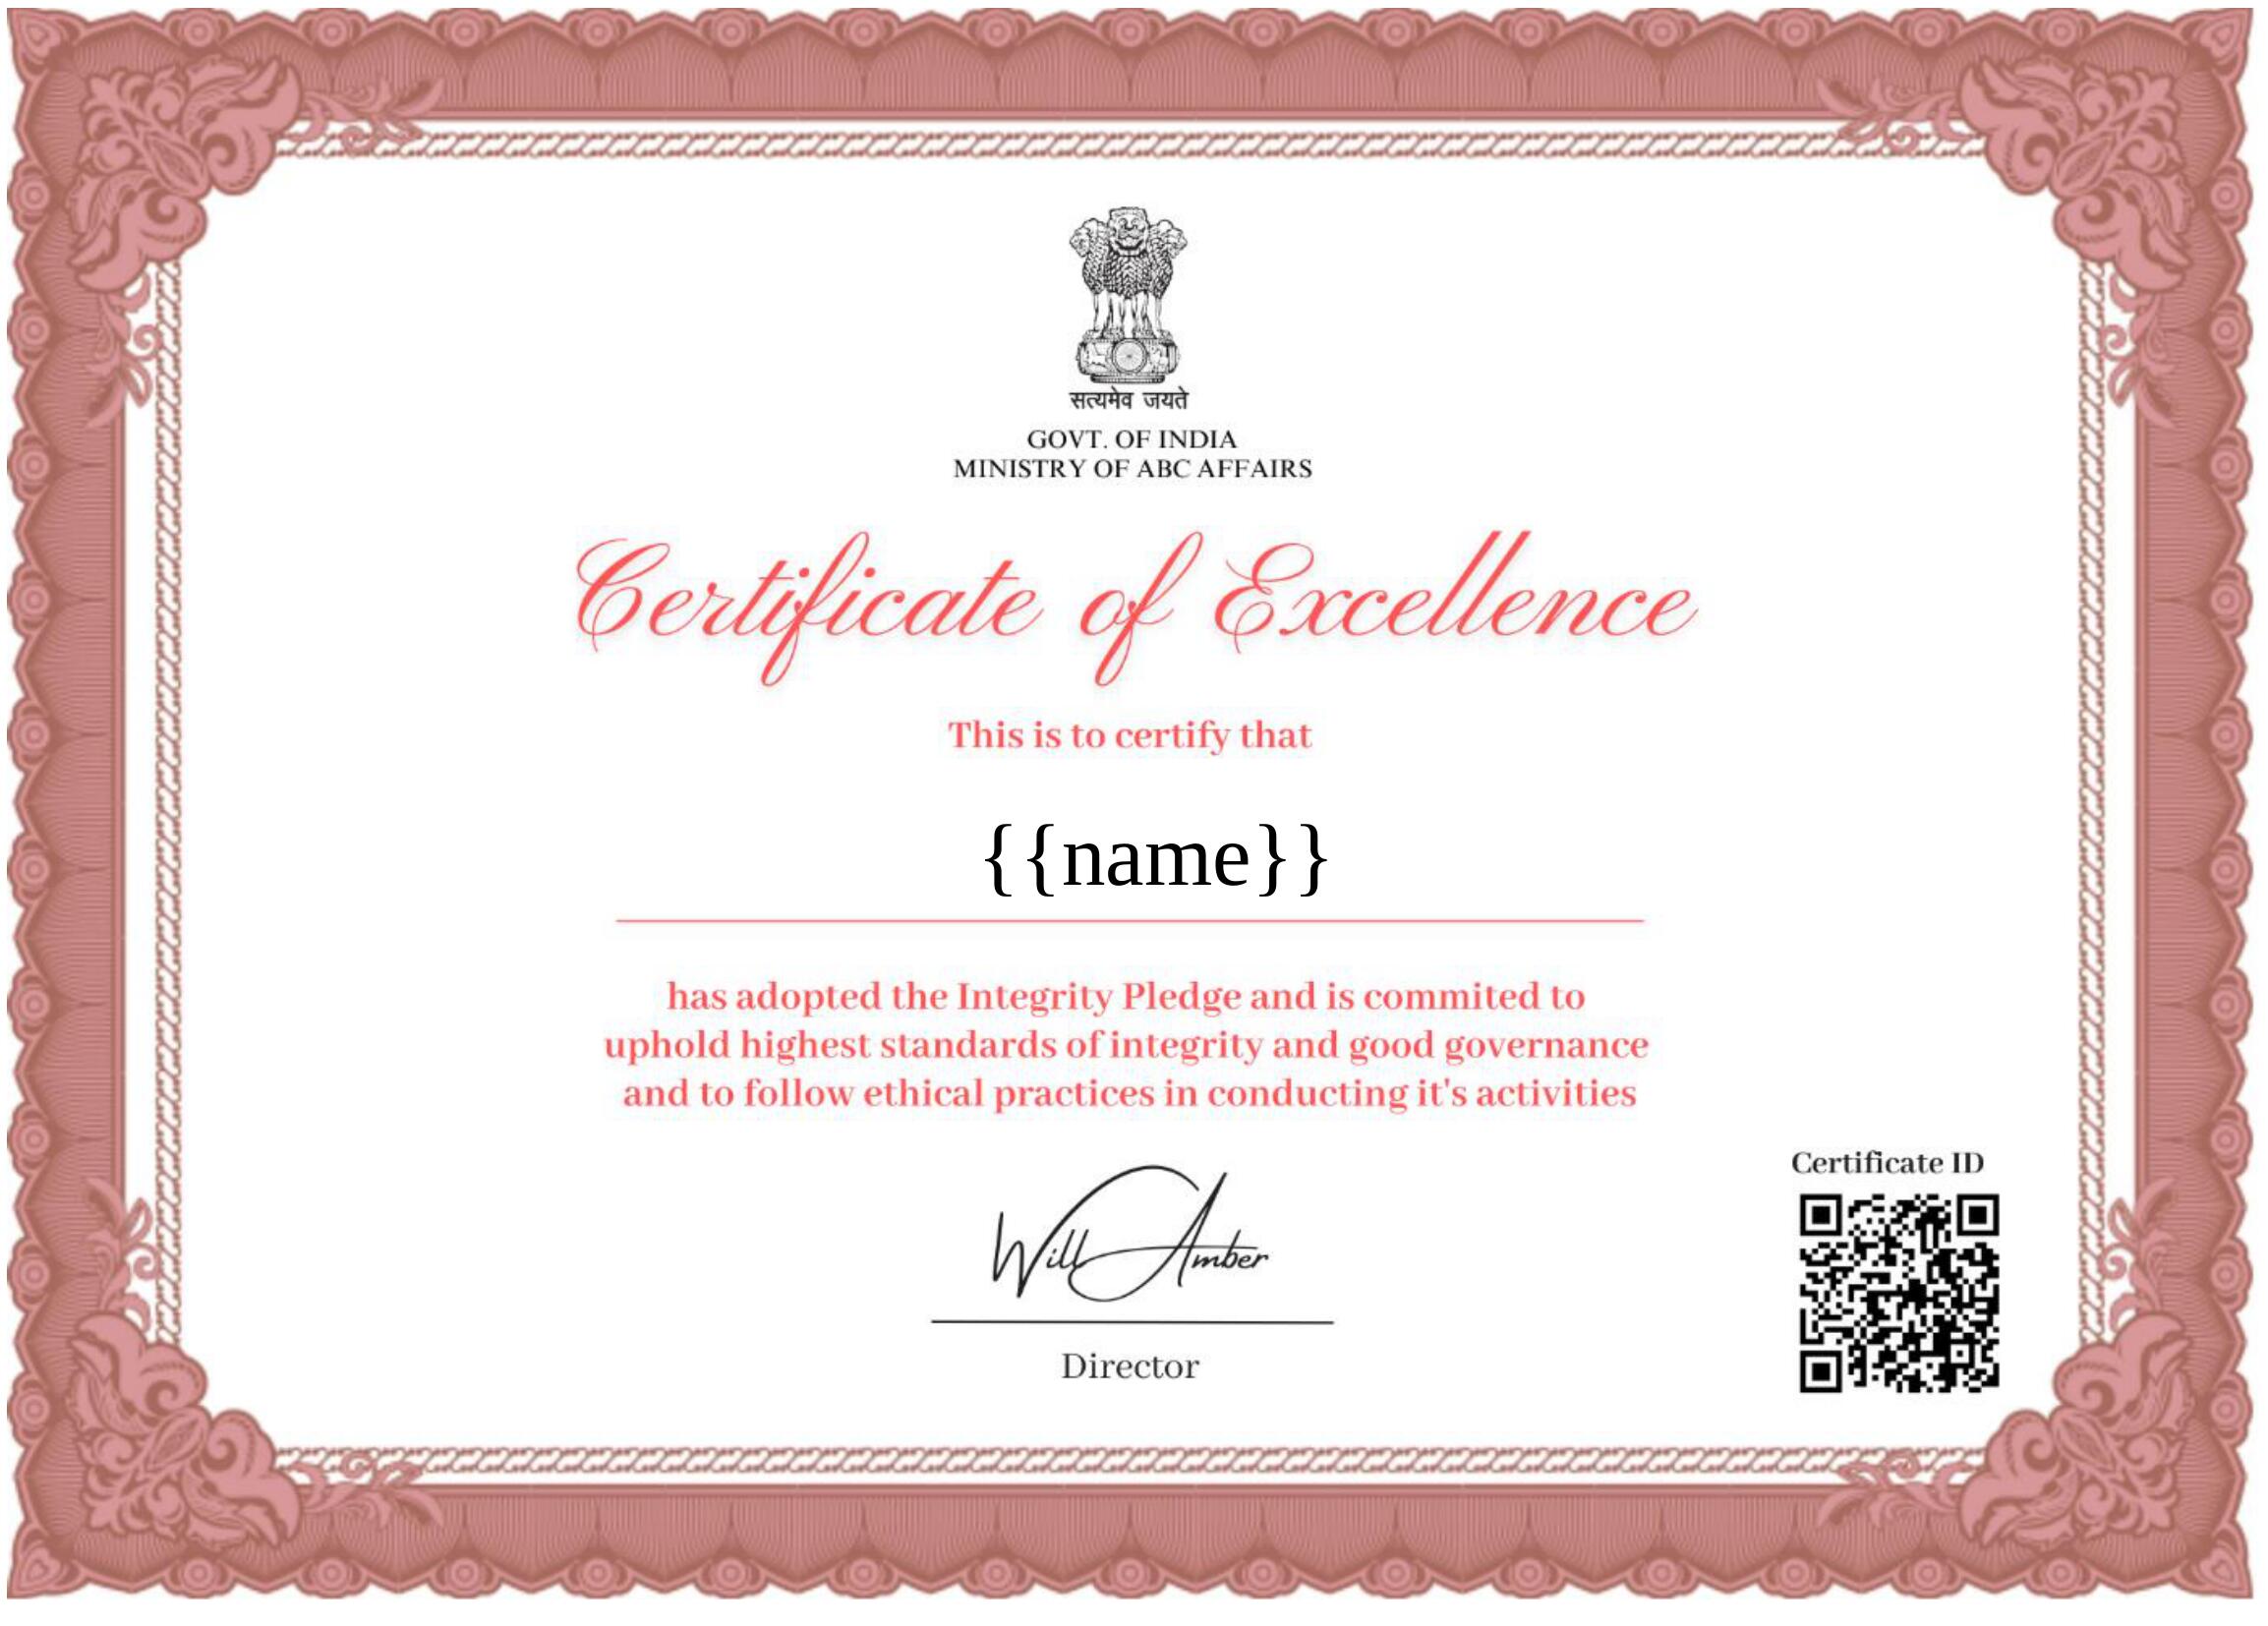 सत्यमेव जयते
GOVT. OF INDIA
MINISTRY OF ABC AFFAIRS
Certificate of Excellence
This is to certify that
{{name}}
has adopted the Integrity Pledge and is commited to
uphold highest standards of integrity and good governance
and to follow ethical practices in conducting it's activities
Certificate ID
Will Amber
Director